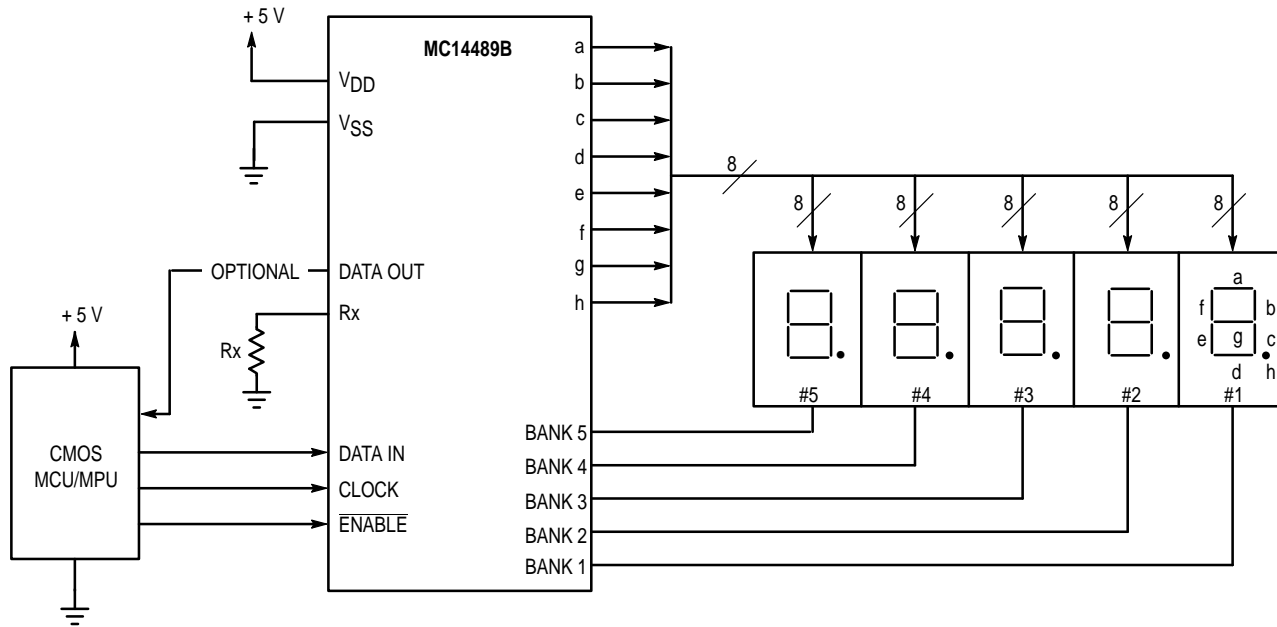 + 5 V
MC14489B
VDD
VSS
a
b
c
d
e
f
g
h
8
8
8
8
8
8
OPTIONAL
DATA OUT
Rx
Rx
+ 5 V
CMOS
MCU/MPU
DATA IN
CLOCK
ENABLE
BANK 5
BANK 4
BANK 3
BANK 2
BANK 1
a
f
b
e
g
c
d
h
#5
#4
#3
#2
#1